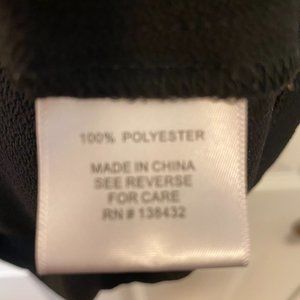 100% POLYESTER
MADE IN CHINA
SEE REVERSE
FOR CARE
RN # 138432